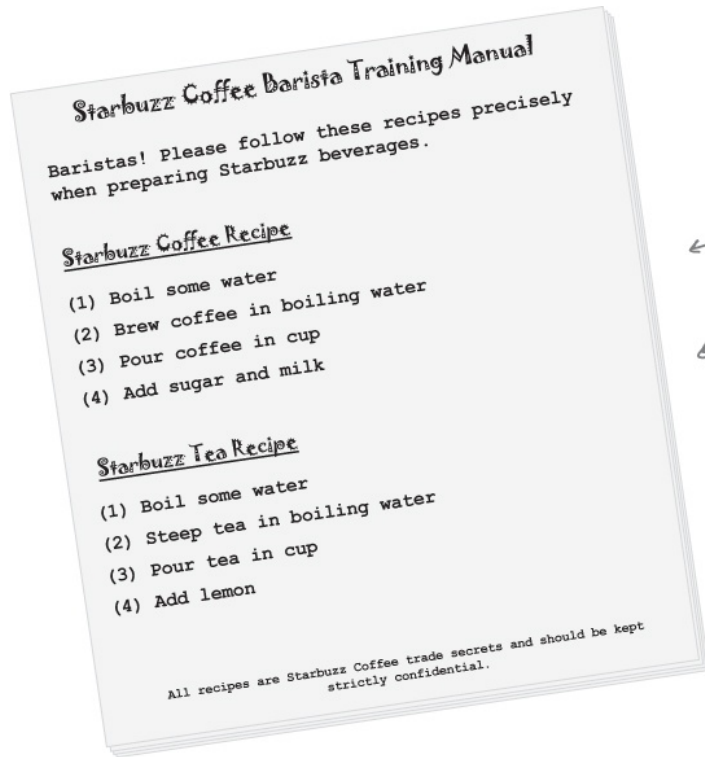 Starbuzz Coffee Barista Training Manual
Baristas! Please follow these recipes precisely
when preparing Starbuzz beverages.
Starbuzz Coffee Recipe
(1) Boil some water
(2) Brew coffee in boiling water
(3) Pour coffee in cup
(4) Add sugar and milk
Starbuzz Tea Recipe
(1) Boil some water
(2) Steep tea in boiling water
(3) Pour tea in cup
(4) Add lemon
All recipes are Starbuzz Coffee trade secrets and should be kept
strictly confidential.